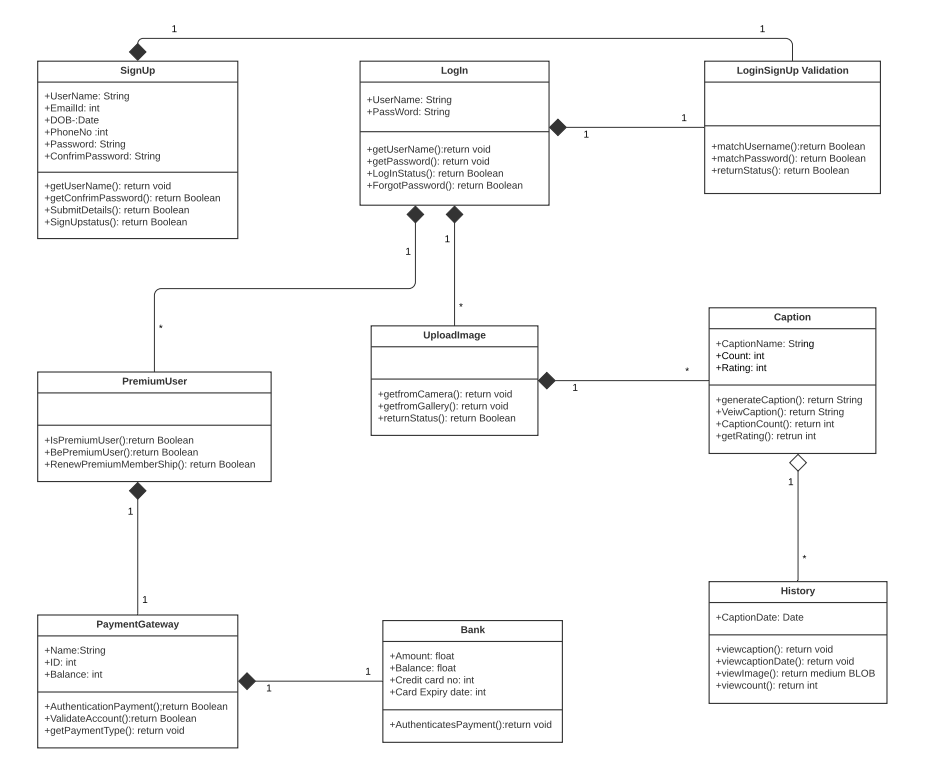 1
1
SignUp
+UserName: String
+EmailId: int
+DOB-:Date
+PhoneNo :int
+Password: String
+ConfrimPassword: String
+getUserName(): return void
+getConfrimPassword(): return Boolean
+SubmitDetails(): return Boolean
+SignUpstatus(): return Boolean
LogIn
+UserName: String
+PassWord: String
+getUserName():return void
+getPassword(): return void
+LogInStatus(): return Boolean
+ForgotPassword(): return Boolean
1
1
LoginSignUp Validation
+matchUsername():return Boolean
+matchPassword(): return Boolean
+returnStatus(): return Boolean
1
1
*
*
UploadImage
+getfromCamera(): return void
+getfromGallery(): return void
+returnStatus(): return Boolean
1
*
Caption
+CaptionName: String
+Count: int
+Rating: int
+generateCaption(): return String
+VeiwCaption(): return String
+CaptionCount(): return int
+getRating(): retrun int
PremiumUser
+IsPremiumUser():return Boolean
+BePremiumUser():return Boolean
+RenewPremiumMemberShip(): return Boolean
1
1
1
*
PaymentGateway
+Name:String
+ID: int
+Balance: int
+AuthenticationPayment();return Boolean
+ValidateAccount():return Boolean
+getPaymentType(): return void
1
1
Bank
+Amount: float
+Balance: float
+Credit card no: int
+Card Expiry date: int
+AuthenticatesPayment():return void
History
+CaptionDate: Date
+viewcaption(): return void
+viewcaptionDate(): return void
+viewImage(): return medium BLOB
+viewcount(): return int